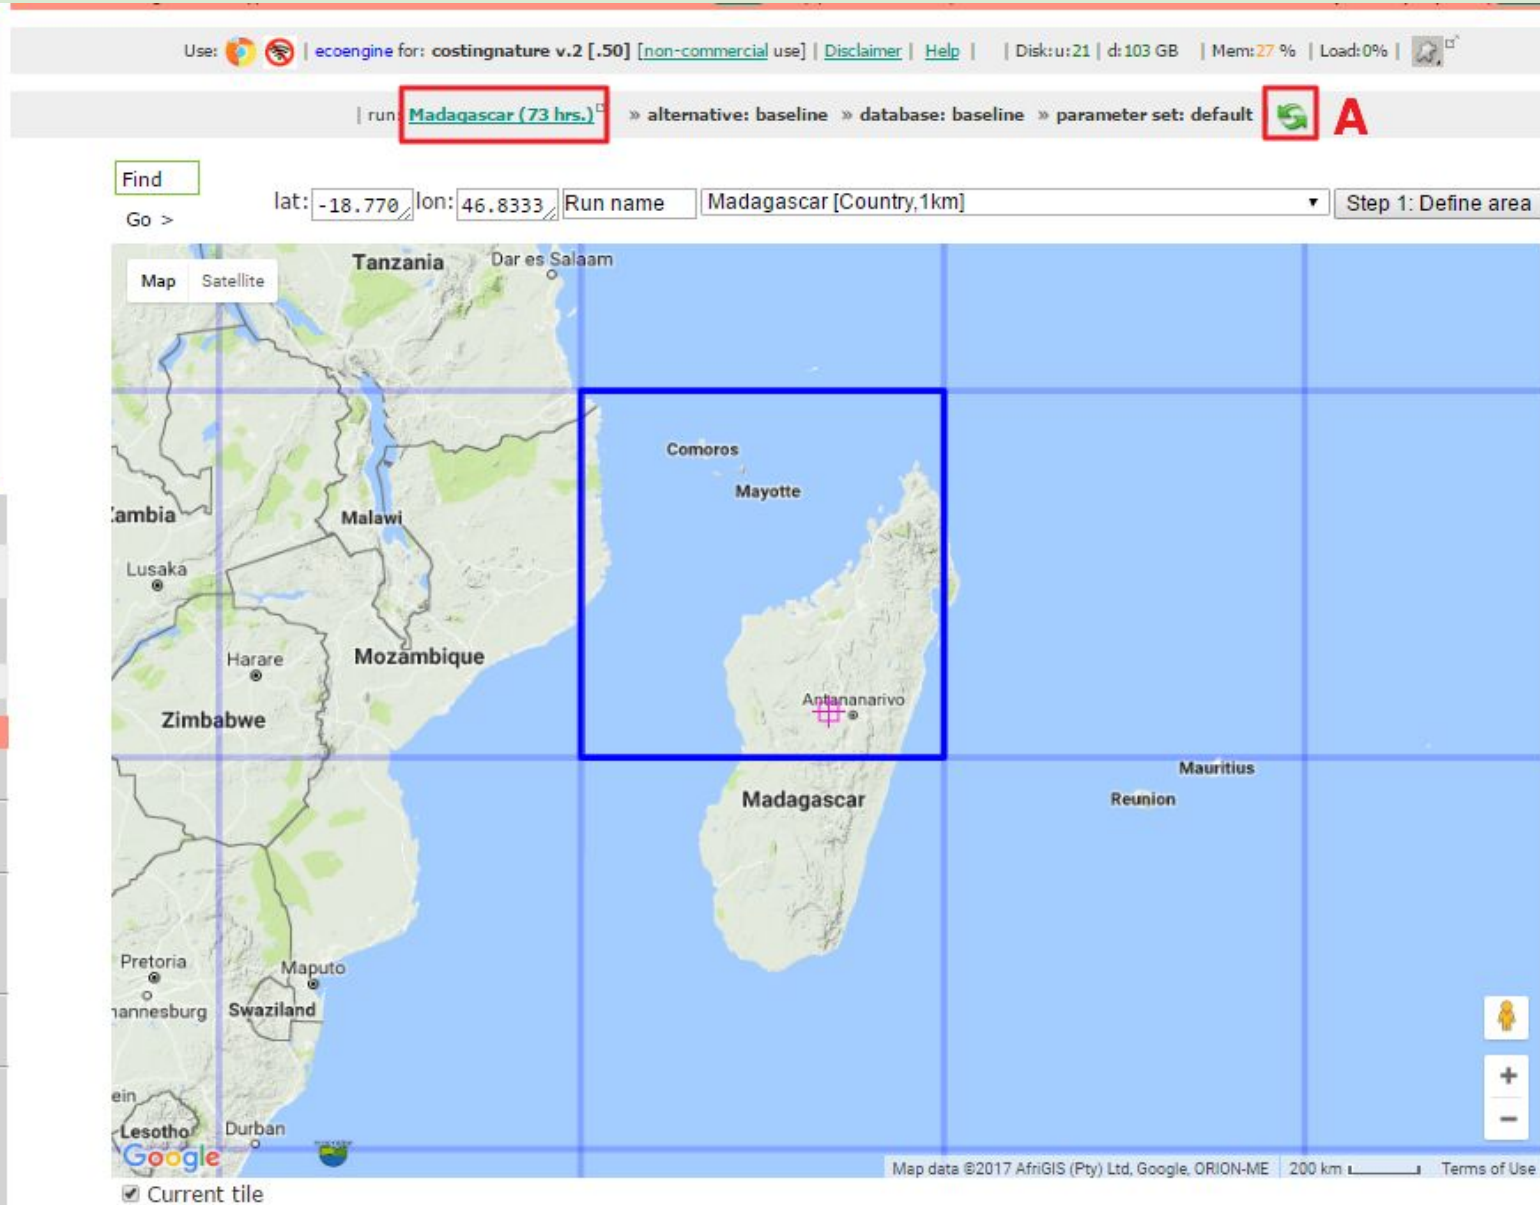 Use: | ecoengine for: costingnature v.2 [.50] [non-commercial use] | Disclaimer | Help | | Disk:u:21 | d:103 GB | Mem:27 % | Load:0% |
| run: Madagascar (73 hrs.) » alternative: baseline » database: baseline » parameter set: default A
Find
lat: -18.770 lon: 46.8333 Run name Madagascar [Country,1km] ▼ Step 1: Define area
Go >
Tanzania
Dar es Salaam
Map Satellite
Comoros
Mayotte
Malawi
Lusaka
Harare
Mozambique
Antananarivo
Zimbabwe
Mauritius
Madagascar
Reunion
Pretoria
Maputo
Swaziland
Lesotho
Durban
Google
+
−
Map data ©2017 AfriGIS (Pty) Ltd, Google, ORION-ME 200 km Terms of Use
Current tile